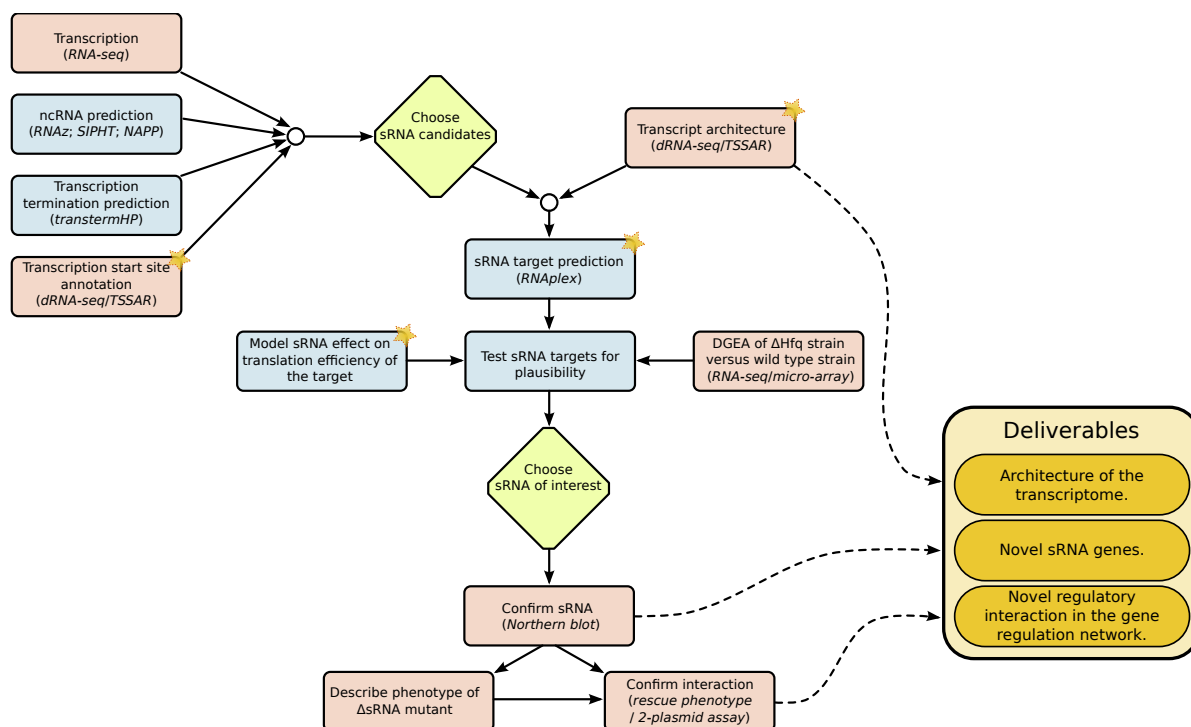 Transcription
(RNA-seq)
ncRNA prediction
(RNAz; SIPHT; NAPP)
Transcription
termination prediction
(transtermHP)
Transcription start site
annotation
(dRNA-seq/TSSAR)
Choose
sRNA candidates
Transcript architecture
(dRNA-seq/TSSAR)
sRNA target prediction
(RNAplex)
Model sRNA effect on
translation efficiency of
the target
Test sRNA targets for
plausibility
DGEA of ΔHfq strain
versus wild type strain
(RNA-seq/micro-array)
Choose
sRNA of interest
Confirm sRNA
(Northern blot)
Describe phenotype of
ΔsRNA mutant
Confirm interaction
(rescue phenotype
/ 2-plasmid assay)
Deliverables
Architecture of the
transcriptome.
Novel sRNA genes.
Novel regulatory
interaction in the gene
regulation network.